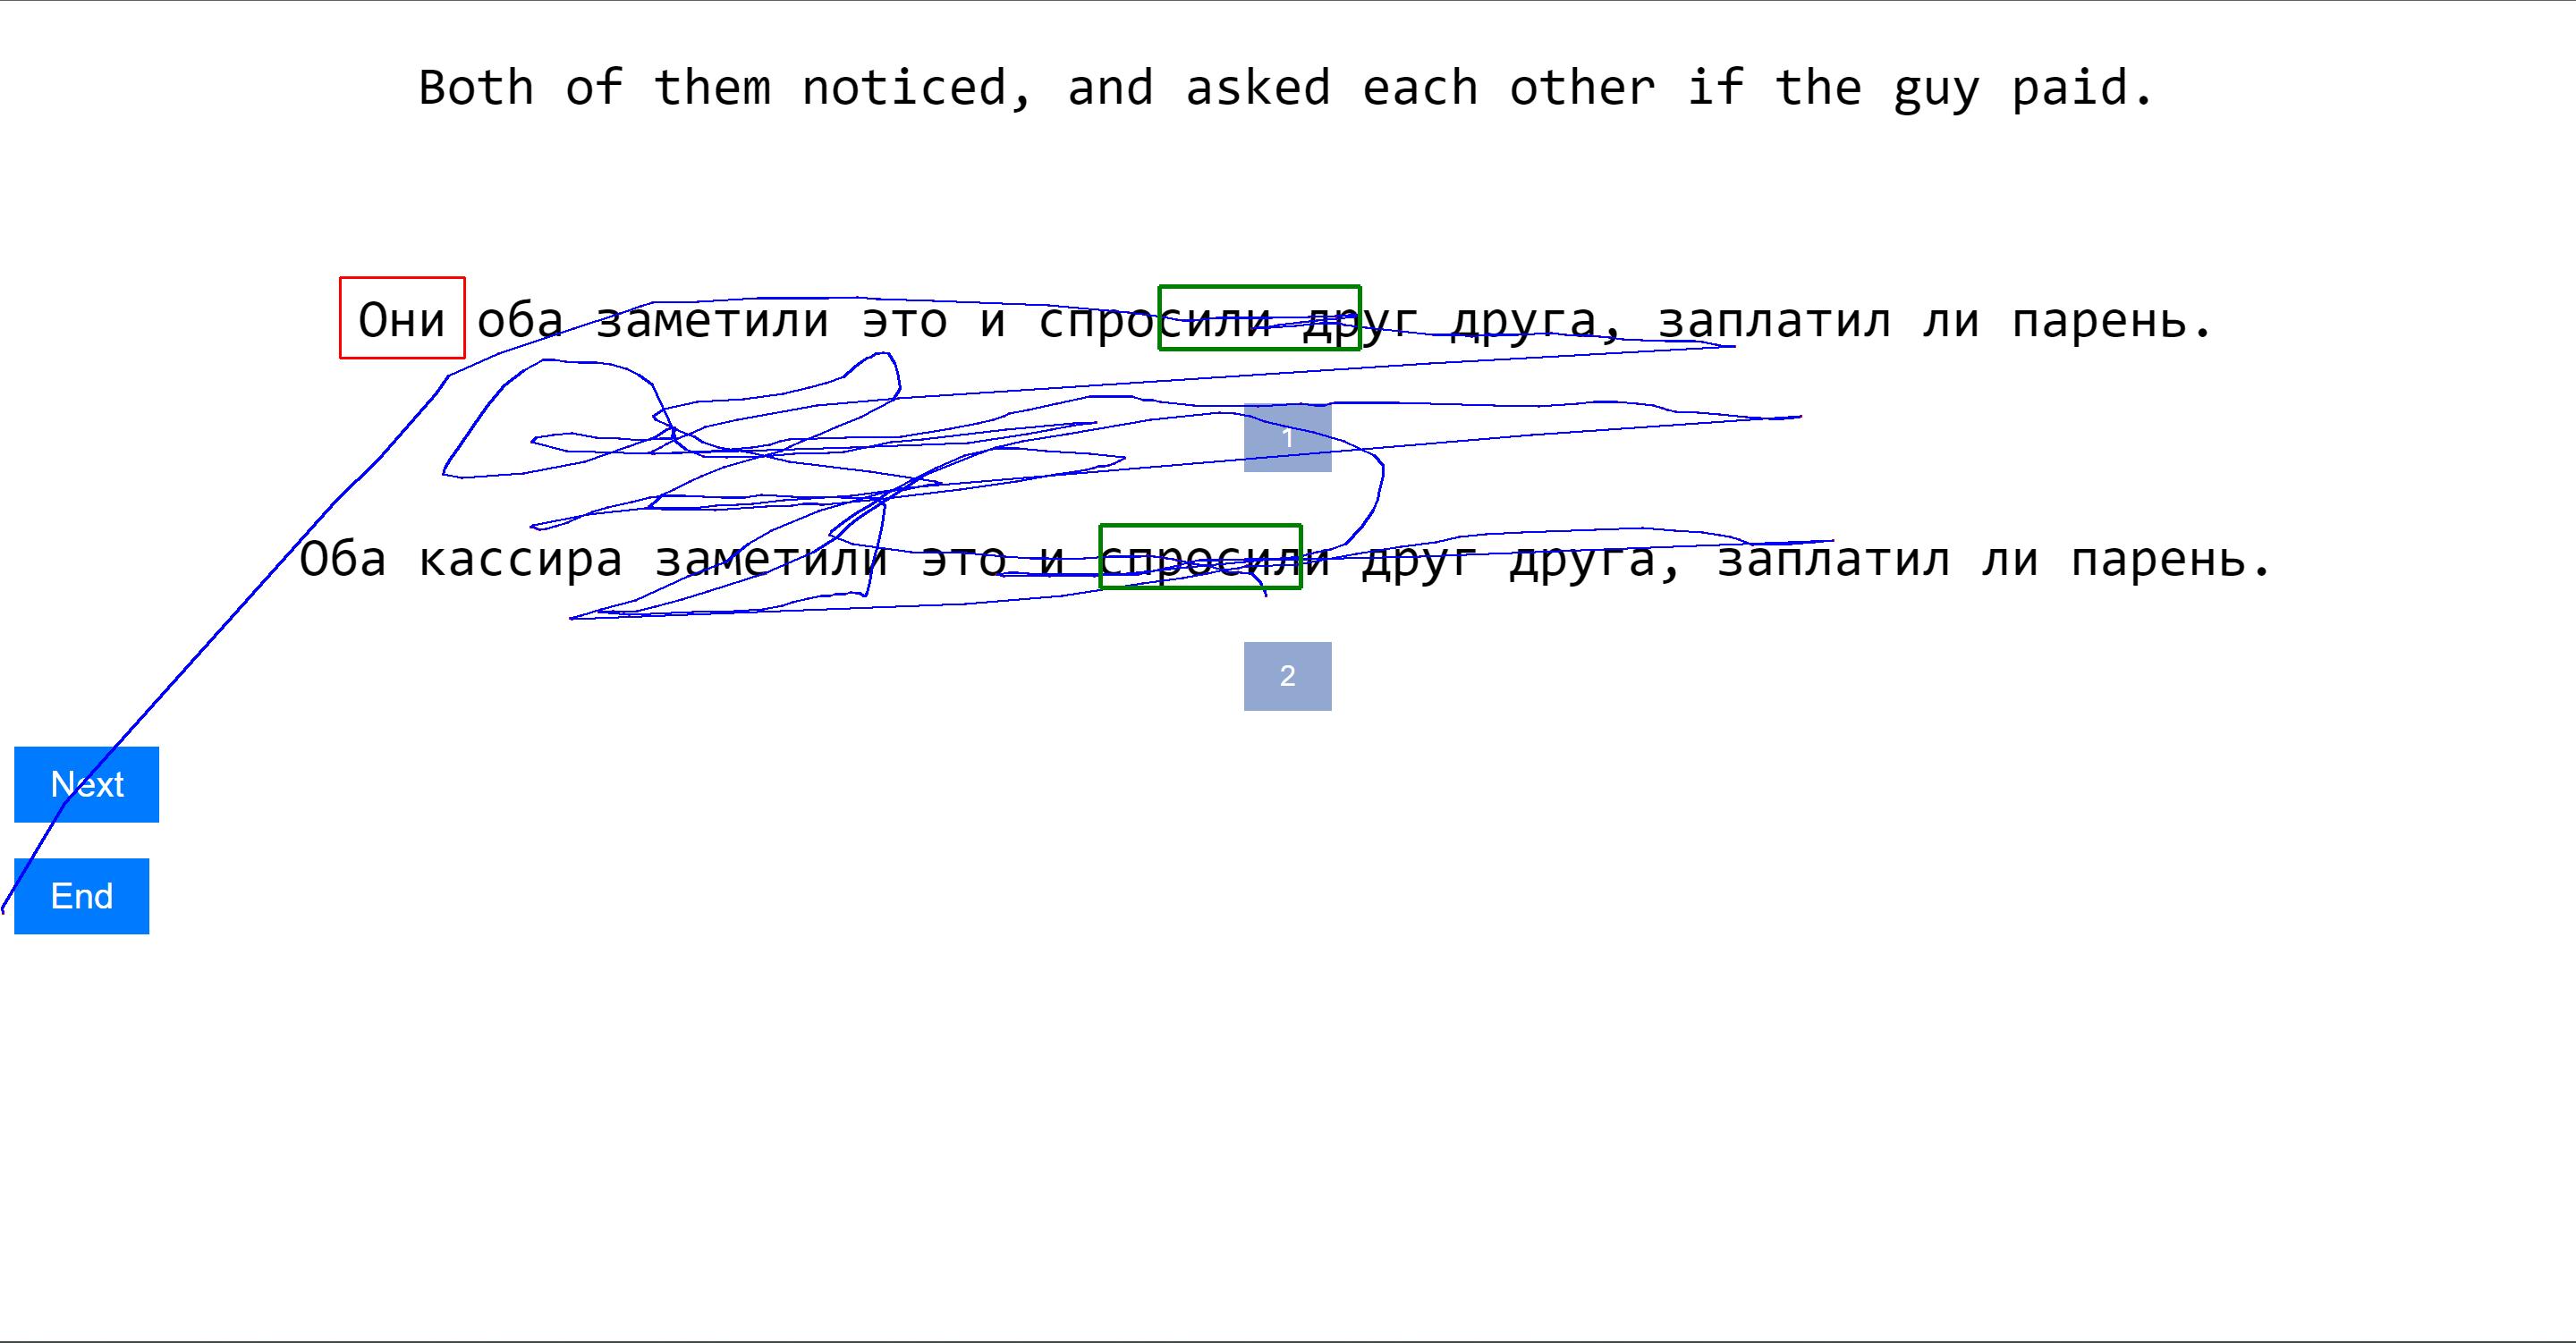 Both of them noticed, and asked each other if the guy paid.
Они оба заметили это и спросили друг друга, заплатил ли парень.
1
Оба кассира заметили это и спросили друг друга, заплатил ли парень.
2
Next
End